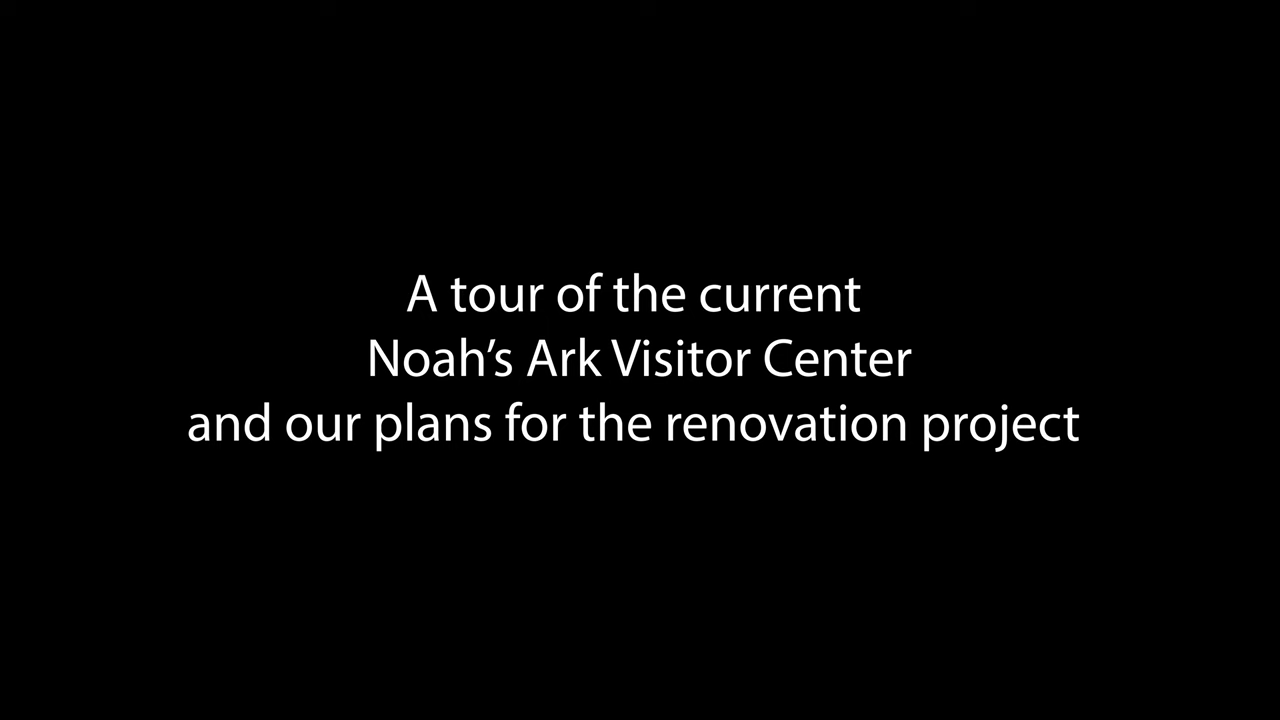 A tour of the current
Noah’s Ark Visitor Center
and our plans for the renovation project